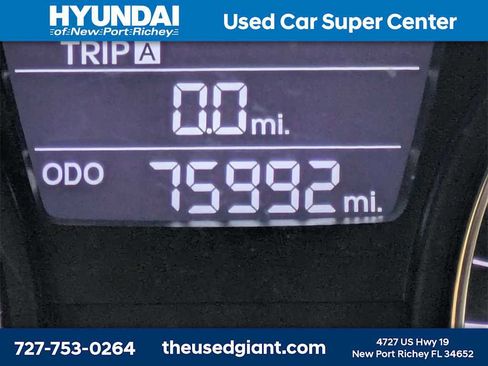 HYUNDAI
of New Port Richey
Used Car Super Center
TRIP A
0.0 mi.
ODO 75992 mi.
727-753-0264
theusedgiant.com
4727 US Hwy 19
New Port Richey FL 34652